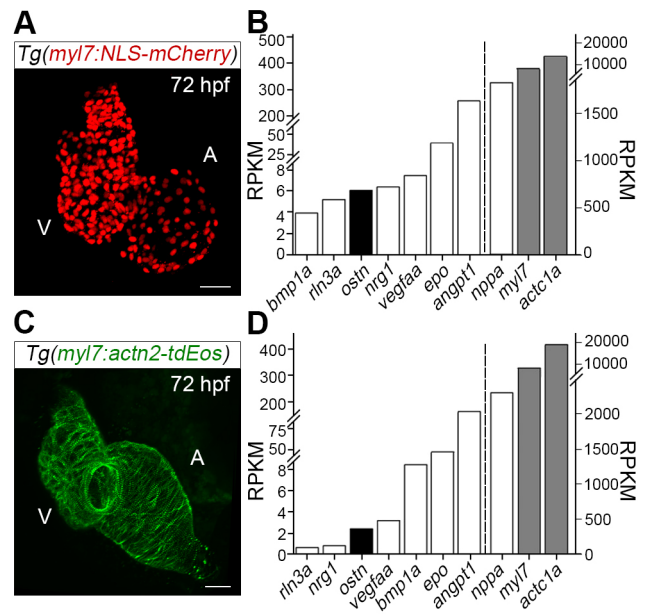 A
Tg(myl7:NLS-mCherry)
72 hpf
A
V
B
500
400
300
200
50
25
8
6
4
2
0
RPKM
20000
10000
1500
1000
500
0
RPKM
bmp1a
rln3a
ostn
nrg1
vegfaa
epo
angpt1
nppa
myl7
actc1a
C
Tg(myl7:actn2-tdEos)
72 hpf
A
V
D
400
300
200
75
50
8
6
4
2
0
RPKM
20000
10000
2000
1500
1000
500
0
RPKM
rln3a
nrg1
ostn
vegfaa
bmp1a
epo
angpt1
nppa
myl7
actc1a